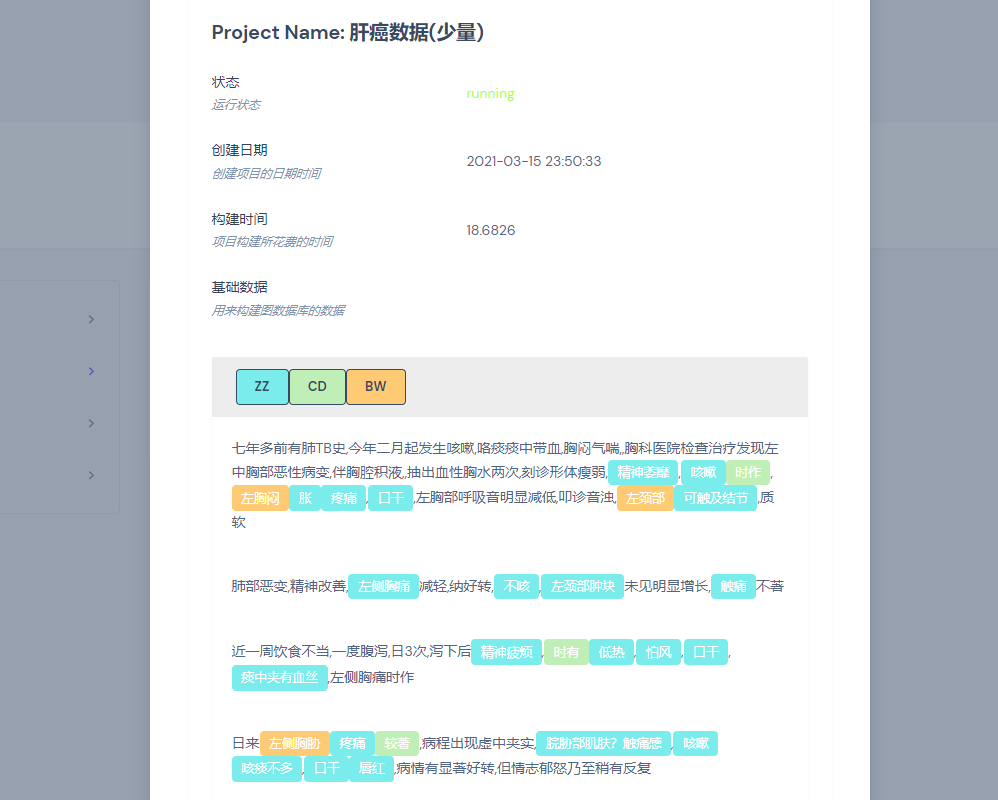 Project Name: 肝癌数据(少量)
状态
运行状态
running
创建日期
创建项目的日期时间
2021-03-15 23:50:33
构建时间
项目构建所花费的时间
18.6826
基础数据
用来构建图数据库的数据
ZZ CD BW
七年多前有肺TB史,今年二月起发生咳嗽,咯痰痰中带血,胸闷气喘,,胸科医院检查治疗发现左
中胸部恶性病变,伴胸腔积液,,抽出血性胸水两次,刻诊形体瘦弱,精神委靡,咳嗽时作,
左胸闷胀疼痛,口干,左胸部呼吸音明显减低,叩诊音浊,左颈部可触及结节,质
软
肺部恶变,精神改善,左侧胸痛减轻,纳好转,不咳,左颈部肿块未见明显增长,触痛不著
近一周饮食不当,一度腹泻,日3次,泻下后精神疲频,时有低热,怕风,口干,
痰中夹有血丝,左侧胸痛时作
日来左侧胸胁疼痛较著,病程出现虚中夹实,脘胁部肌肤?触痛感,咳嗽
咳痰不多,口干唇红,病情有显著好转,但情志郁怒乃至稍有反复